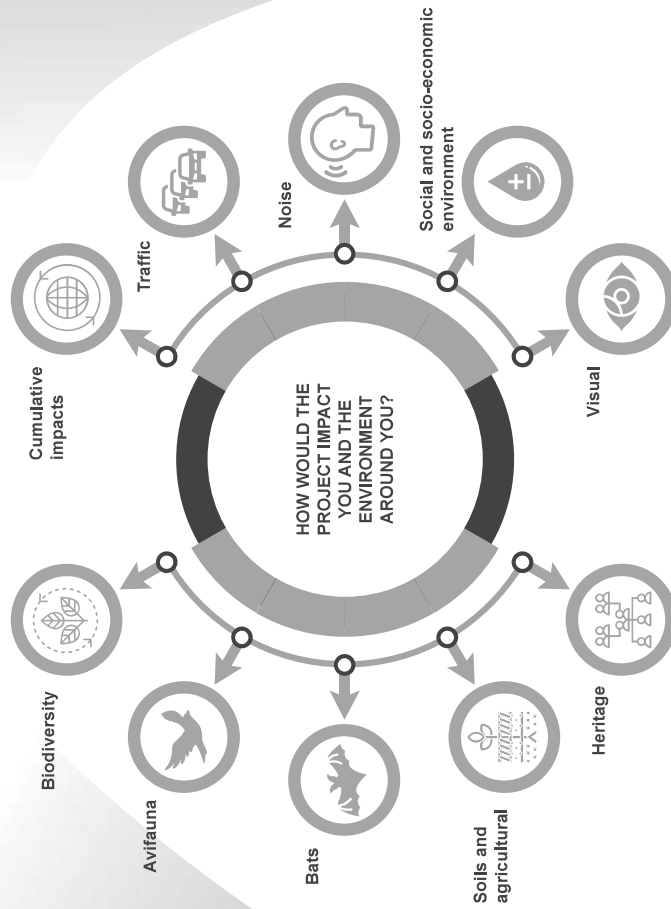 HOW WOULD THE
PROJECT IMPACT
YOU AND THE
ENVIRONMENT
AROUND YOU?
Biodiversity
Avifauna
Bats
Soils and
agricultural
Heritage
Cumulative
impacts
Traffic
Noise
Social and socio-economic
environment
Visual